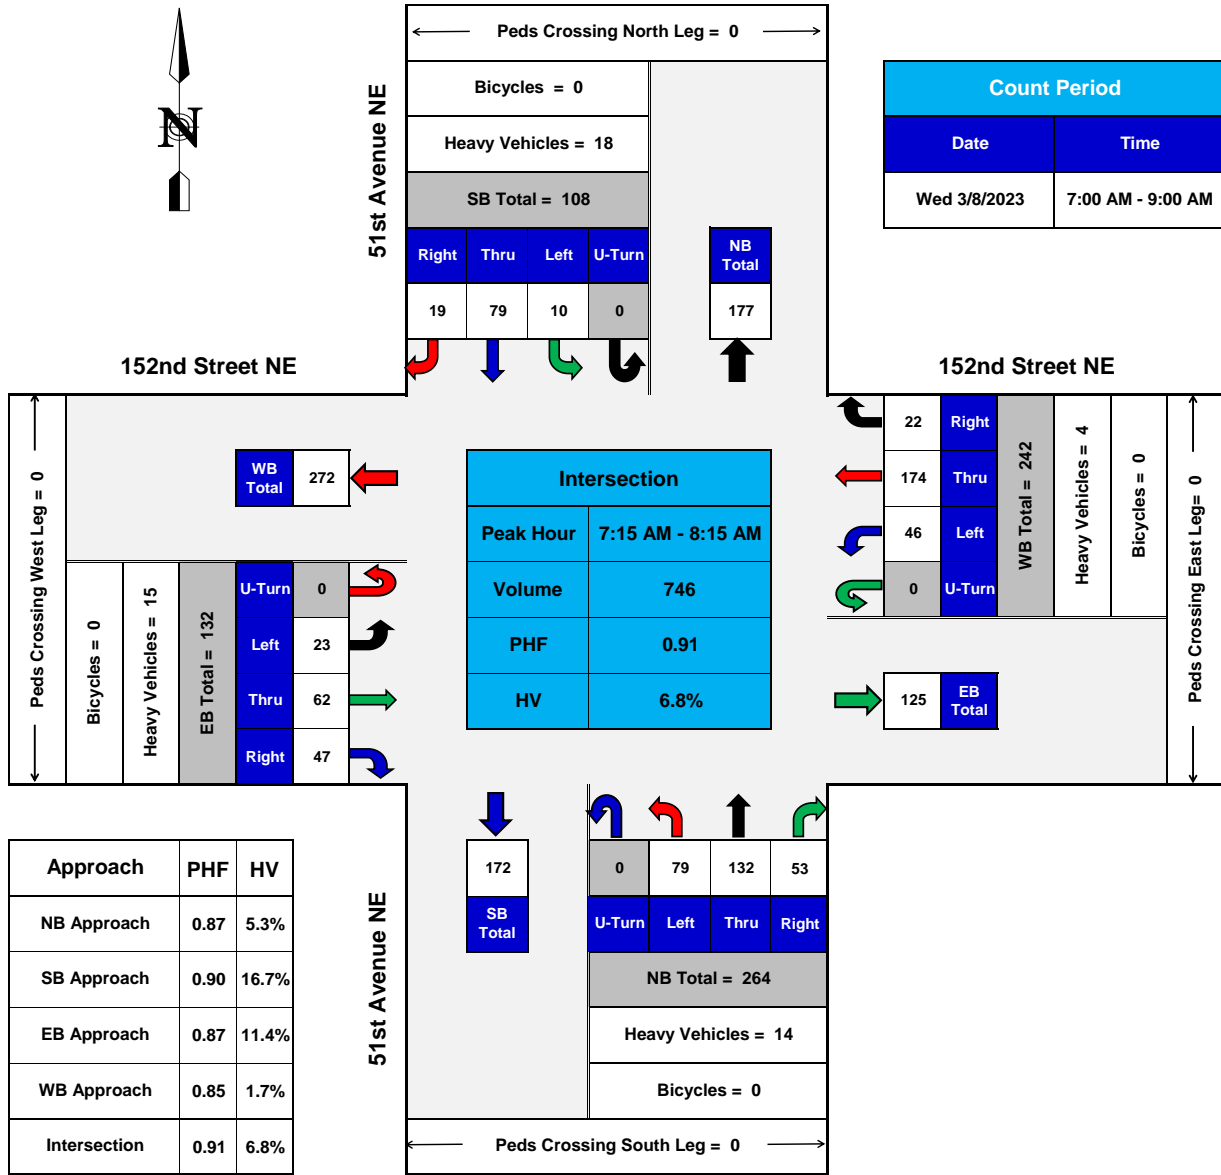 Peds Crossing North Leg = 0
N
51st Avenue NE
Bicycles = 0
Heavy Vehicles = 18
SB Total = 108
Right Thru Left U-Turn
19 79 10 0
NB Total
177
Count Period
Date Time
Wed 3/8/2023 7:00 AM - 9:00 AM
152nd Street NE
152nd Street NE
Peds Crossing West Leg = 0
WB Total 272
Bicycles = 0
Heavy Vehicles = 15
EB Total = 132
U-Turn 0
Left 23
Thru 62
Right 47
Intersection
Peak Hour 7:15 AM - 8:15 AM
Volume 746
PHF 0.91
HV 6.8%
22 Right
174 Thru
46 Left
0 U-Turn
WB Total = 242
Heavy Vehicles = 4
Bicycles = 0
Peds Crossing East Leg= 0
125 EB Total
Approach PHF HV
NB Approach 0.87 5.3%
SB Approach 0.90 16.7%
EB Approach 0.87 11.4%
WB Approach 0.85 1.7%
Intersection 0.91 6.8%
51st Avenue NE
172
SB Total
0 79 132 53
U-Turn Left Thru Right
NB Total = 264
Heavy Vehicles = 14
Bicycles = 0
Peds Crossing South Leg = 0